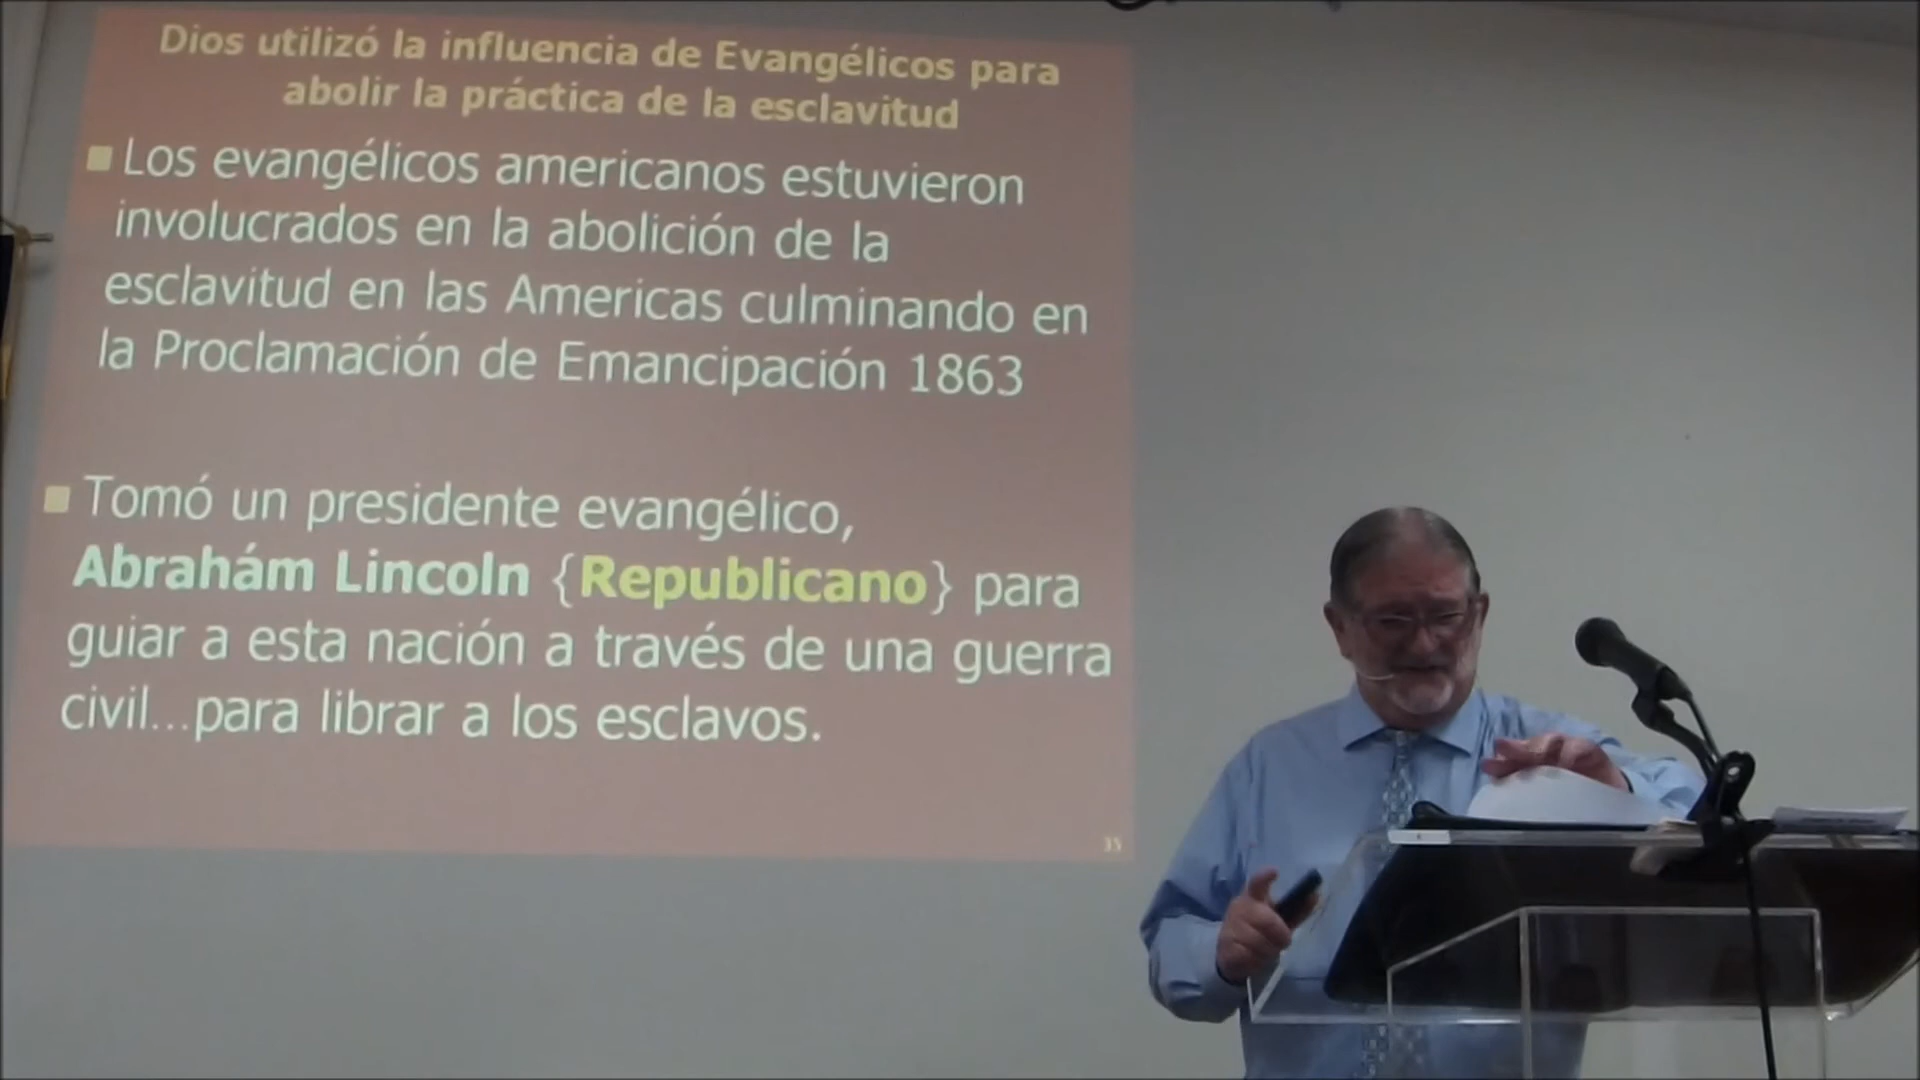 Dios utilizó la influencia de Evangélicos para
abolir la práctica de la esclavitud
Los evangélicos americanos estuvieron
involucrados en la abolición de la
esclavitud en las Americas culminando en
la Proclamación de Emancipación 1863
Tomó un presidente evangélico,
Abrahám Lincoln {Republicano} para
guiar a esta nación a través de una guerra
civil...para librar a los esclavos.